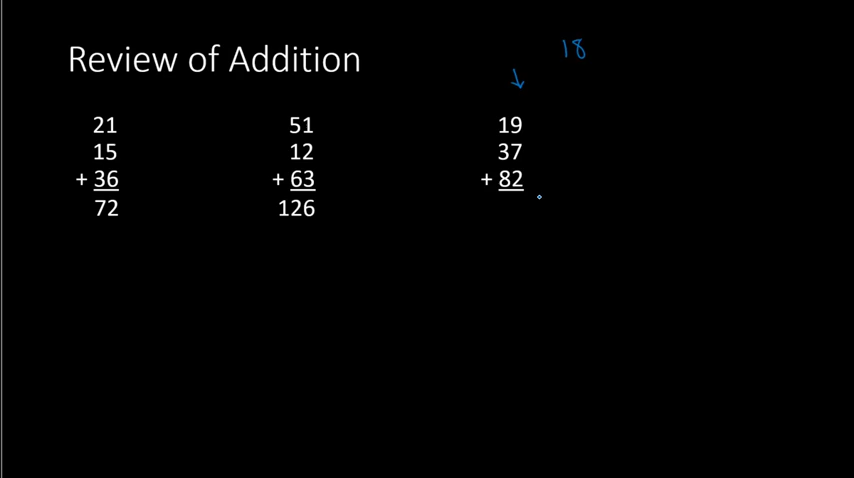 Review of Addition
18
21 51 19
15 12 37
+ 36 + 63 + 82
72 126